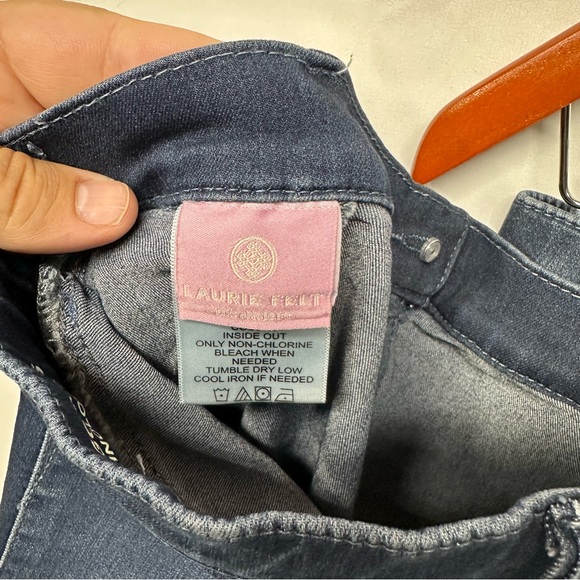 LAURIE FELT
INSIDE OUT
ONLY NON-CHLORINE
BLEACH WHEN
NEEDED
TUMBLE DRY LOW
COOL IRON IF NEEDED